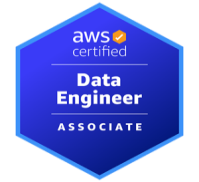 aws
certified
Data
Engineer
ASSOCIATE